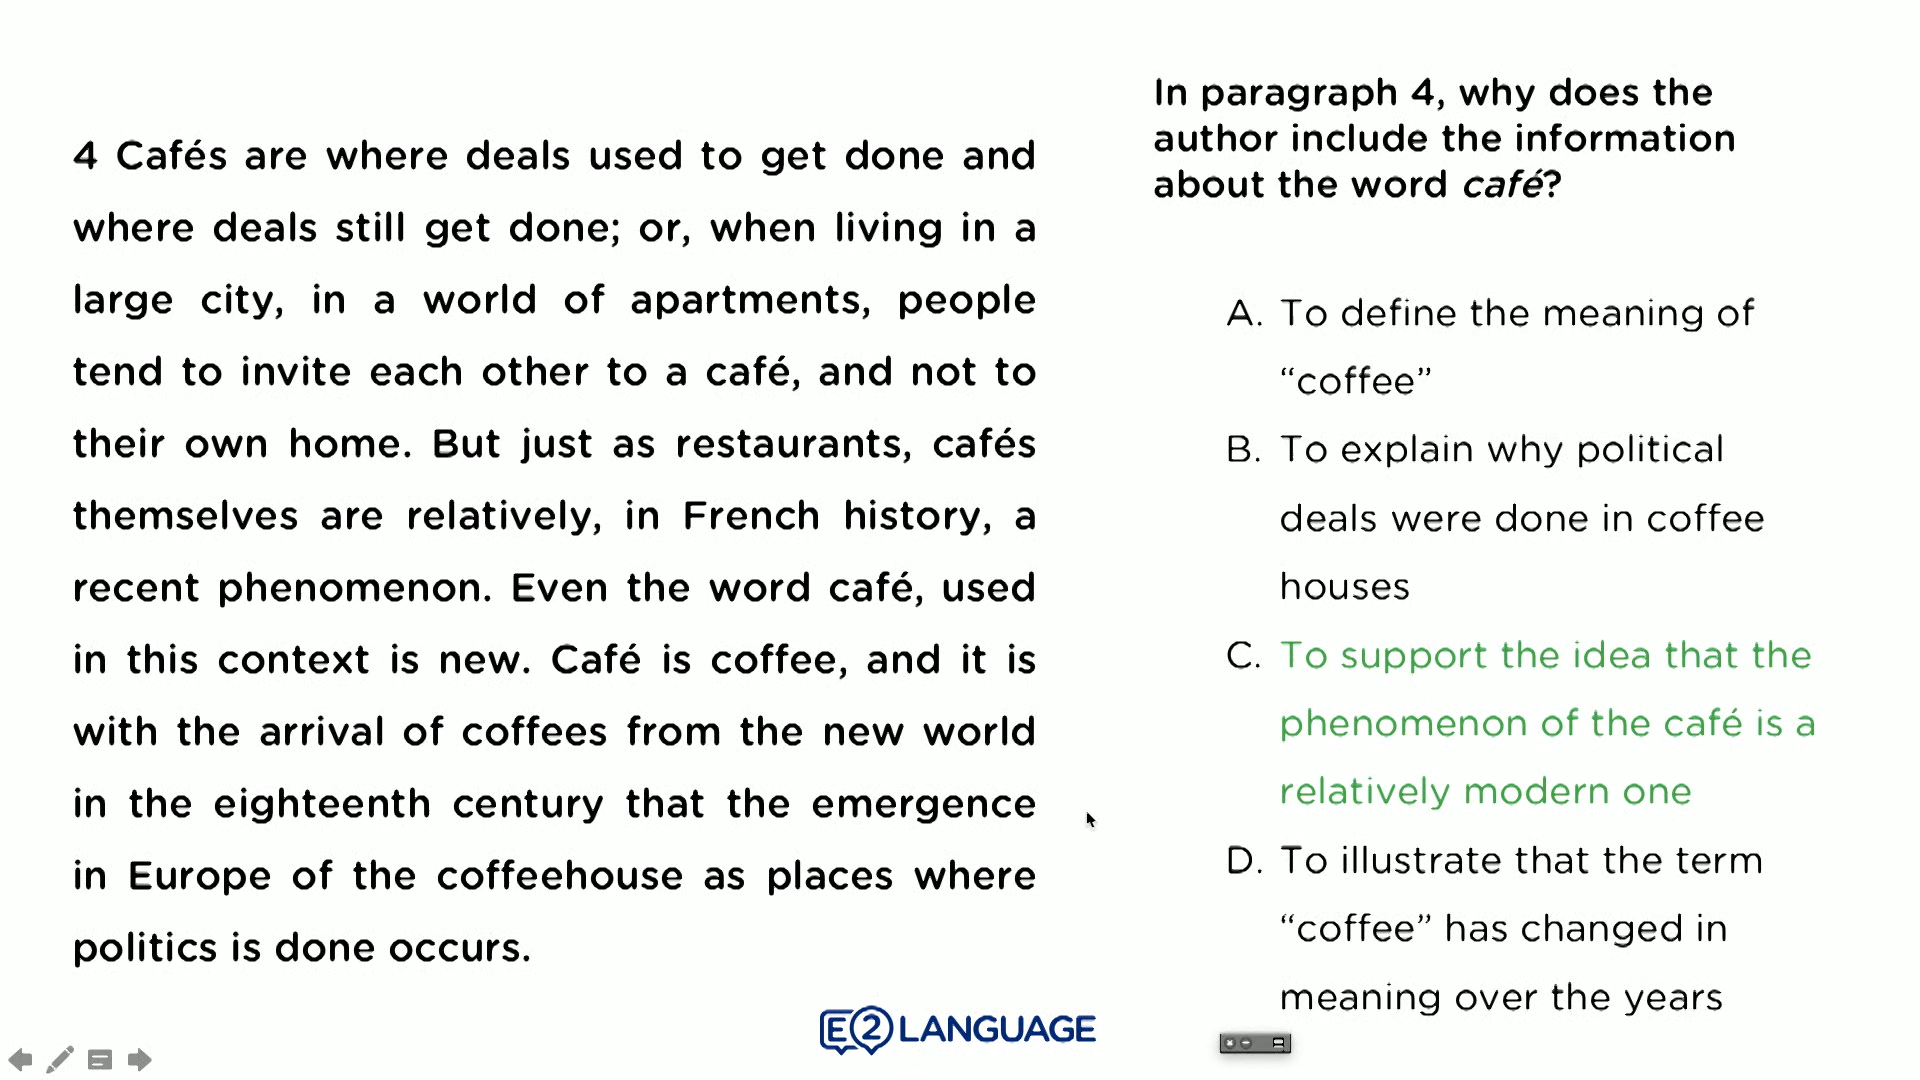 4 Cafés are where deals used to get done and
where deals still get done; or, when living in a
large city, in a world of apartments, people
tend to invite each other to a café, and not to
their own home. But just as restaurants, cafés
themselves are relatively, in French history, a
recent phenomenon. Even the word café, used
in this context is new. Café is coffee, and it is
with the arrival of coffees from the new world
in the eighteenth century that the emergence
in Europe of the coffeehouse as places where
politics is done occurs.
In paragraph 4, why does the
author include the information
about the word café?
A. To define the meaning of
“coffee”
B. To explain why political
deals were done in coffee
houses
C. To support the idea that the
phenomenon of the café is a
relatively modern one
D. To illustrate that the term
“coffee” has changed in
meaning over the years
E2 LANGUAGE